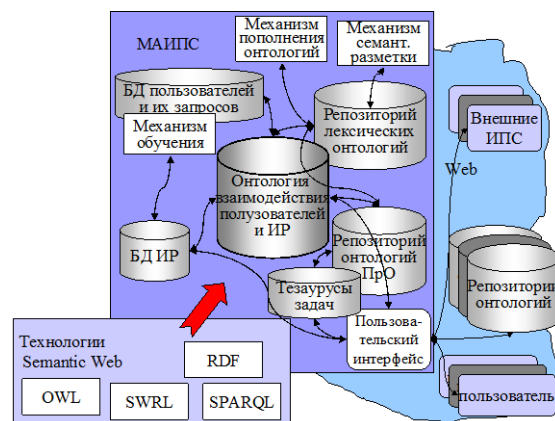 МАИПС
Механизм
пополнения
онтологий
Механизм
семант.
разметки
БД пользователей
и их запросов
Механизм
обучения
Репозиторий
лексических
онтологий
Внешние
ИПС
Web
Онтология
взаимодействия
полузователей
и ИР
БД ИР
Репозиторий
онтологий
ПрО
Тезаурусы
задач
Репозитории
онтологий
Пользова-
тельский
интерфейс
пользователь
Технологии
Semantic Web
RDF
OWL
SWRL
SPARQL